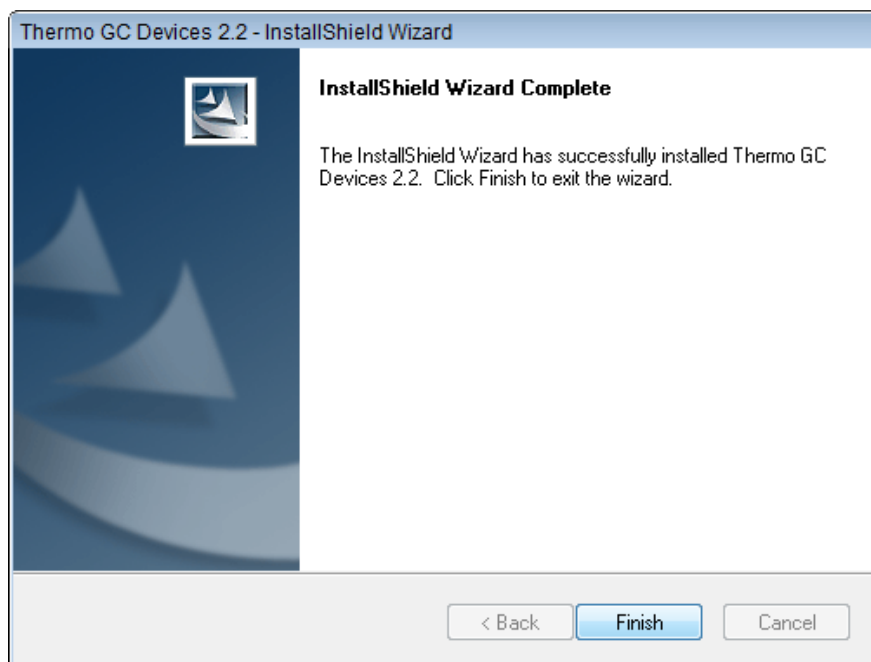 Thermo GC Devices 2.2 - InstallShield Wizard
InstallShield Wizard Complete
The InstallShield Wizard has successfully installed Thermo GC
Devices 2.2. Click Finish to exit the wizard.
< Back Finish Cancel